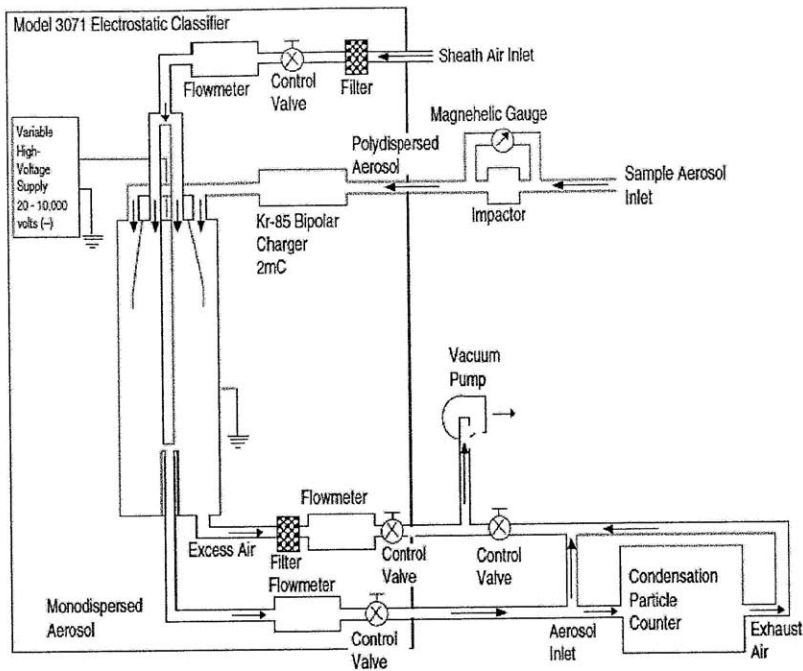 Model 3071 Electrostatic Classifier
Flowmeter
Control
Valve
Filter
Sheath Air Inlet
Variable
High-
Voltage
Supply
20 - 10,000
volts (–)
Polydispersed
Aerosol
Magnehelic Gauge
Sample Aerosol
Inlet
Impactor
Kr-85 Bipolar
Charger
2mC
Vacuum
Pump
Flowmeter
Excess Air
Filter
Control
Valve
Control
Valve
Flowmeter
Monodispersed
Aerosol
Control
Valve
Aerosol
Inlet
Condensation
Particle
Counter
Exhaust
Air